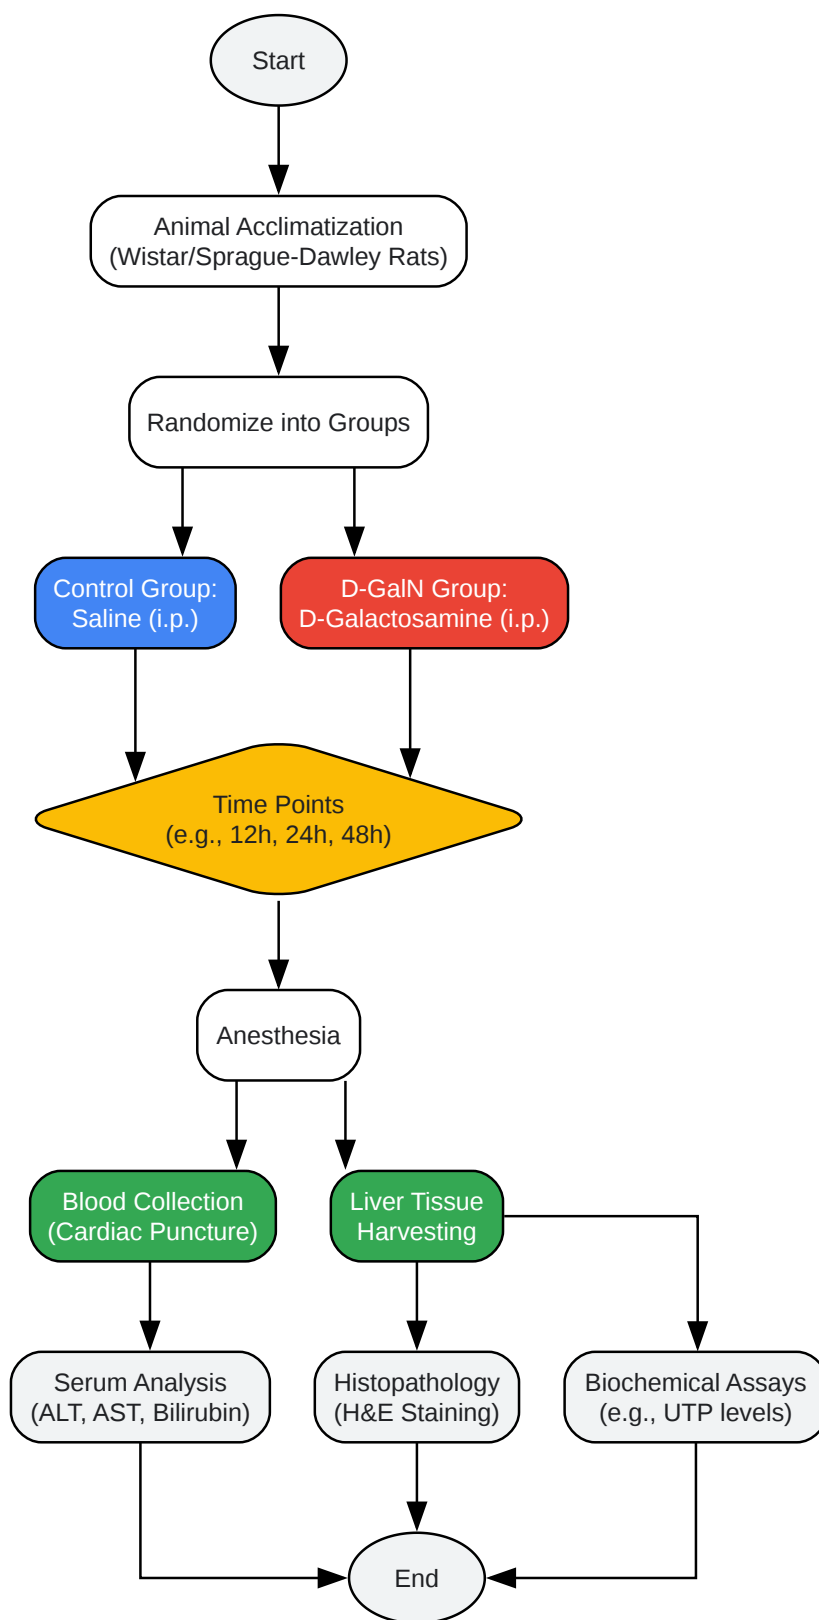 Start
Animal Acclimatization
(Wistar/Sprague-Dawley Rats)
Randomize into Groups
Control Group:
Saline (i.p.)
D-GalN Group:
D-Galactosamine (i.p.)
Time Points
(e.g., 12h, 24h, 48h)
Anesthesia
Blood Collection
(Cardiac Puncture)
Liver Tissue
Harvesting
Serum Analysis
(ALT, AST, Bilirubin)
Histopathology
(H&E Staining)
Biochemical Assays
(e.g., UTP levels)
End